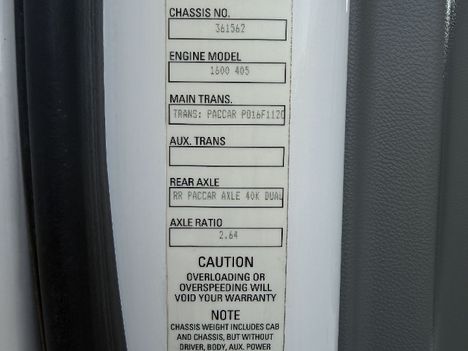 CHASSIS NO.
361562
ENGINE MODEL
1600 405
MAIN TRANS.
TRANS: PACCAR PO16F112C
AUX. TRANS
REAR AXLE
RR PACCAR AXLE 40K DUAL
AXLE RATIO
2.64
CAUTION
OVERLOADING OR
OVERSPEEDING WILL
VOID YOUR WARRANTY
NOTE
CHASSIS WEIGHT INCLUDES CAB
AND CHASSIS, BUT WITHOUT
DRIVER, BODY, AUX. POWER